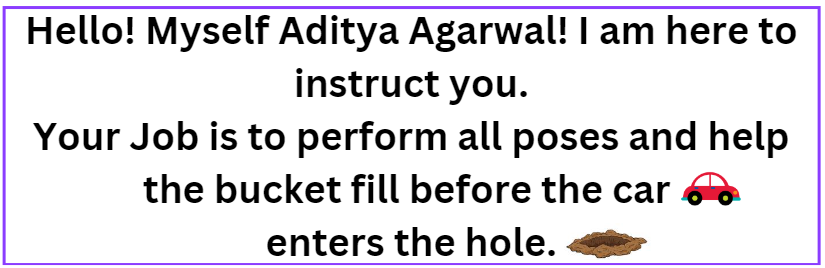 Hello! Myself Aditya Agarwal! I am here to
instruct you.
Your Job is to perform all poses and help
the bucket fill before the car
enters the hole.